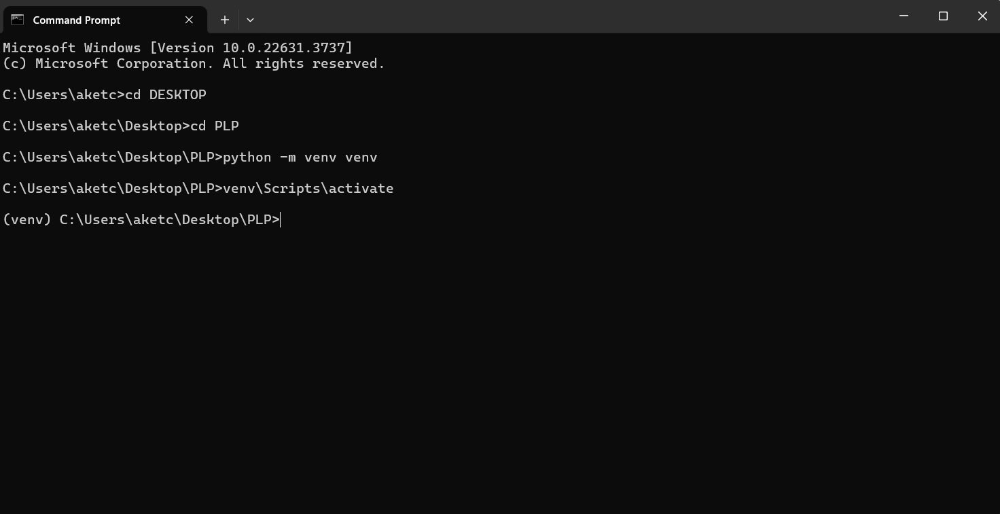 Command Prompt
Microsoft Windows [Version 10.0.22631.3737]
(c) Microsoft Corporation. All rights reserved.
C:\Users\aketc>cd DESKTOP
C:\Users\aketc\Desktop>cd PLP
C:\Users\aketc\Desktop\PLP>python -m venv venv
C:\Users\aketc\Desktop\PLP>venv\Scripts\activate
(venv) C:\Users\aketc\Desktop\PLP>